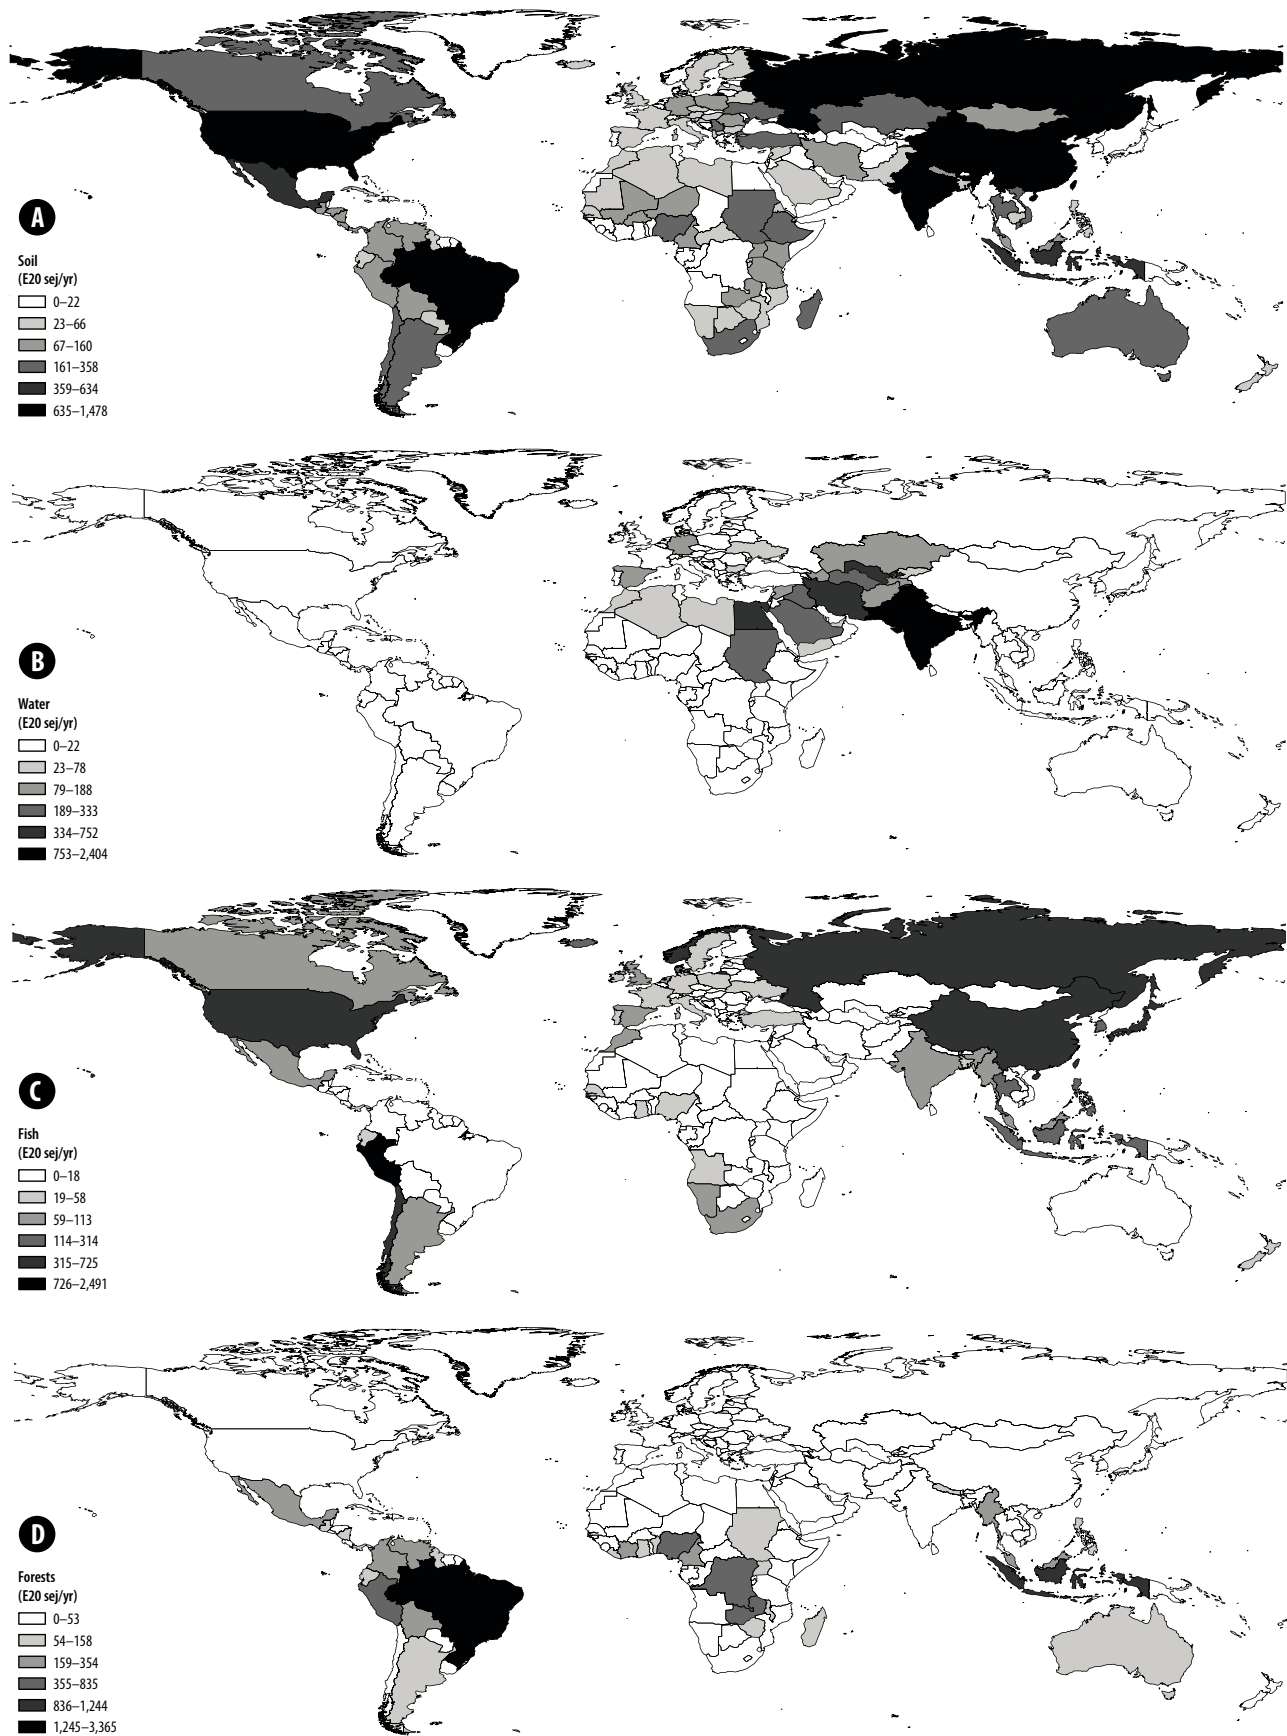 A
Soil
(E20 sej/yr)
0–22
23–66
67–160
161–358
359–634
635–1,478
B
Water
(E20 sej/yr)
0–22
23–78
79–188
189–333
334–752
753–2,404
C
Fish
(E20 sej/yr)
0–18
19–58
59–113
114–314
315–725
726–2,491
D
Forests
(E20 sej/yr)
0–53
54–158
159–354
355–835
836–1,244
1,245–3,365